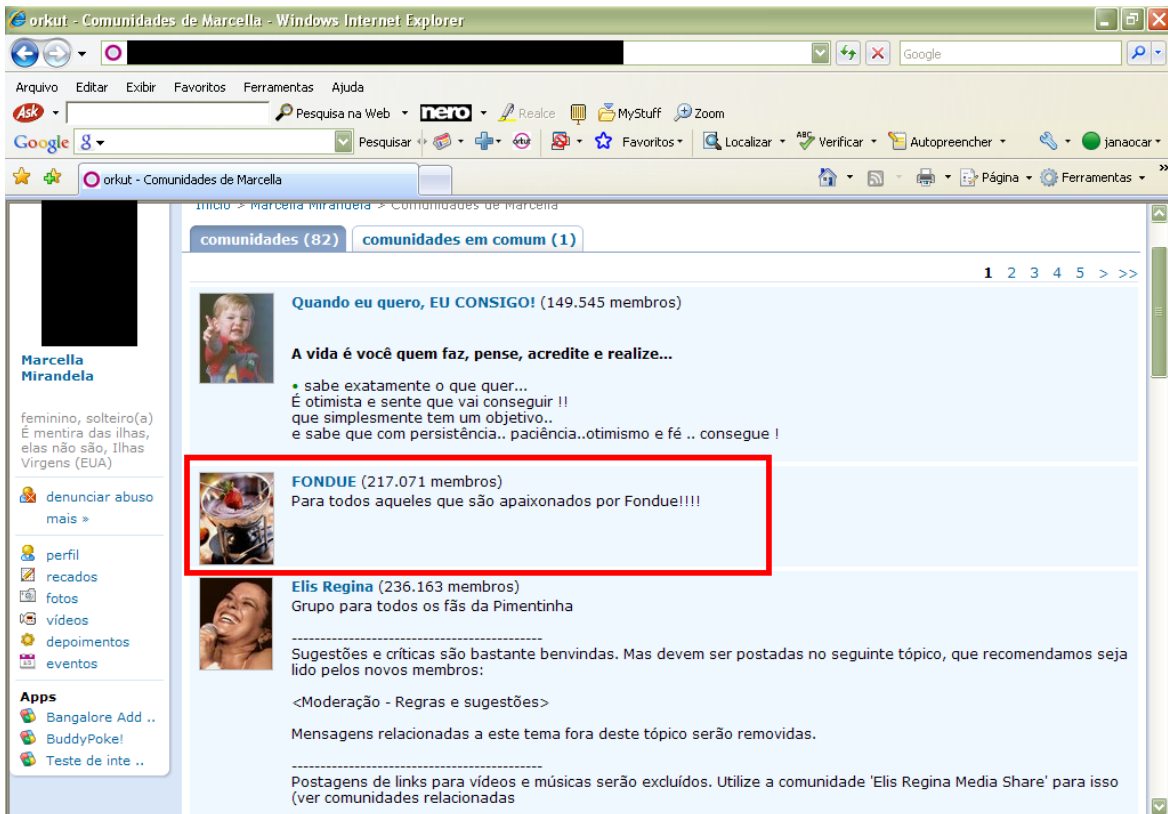 orkut - Comunidades de Marcella - Windows Internet Explorer
Google
Arquivo Editar Exibir Favoritos Ferramentas Ajuda
Ask Pesquisa na Web nero Realce MyStuff Zoom
Google Pesquisar orkut Favoritos Localizar ABC Verificar Autopreencher janaocar
orkut - Comunidades de Marcella Página Ferramentas »
Início > Marcella Mirandela > Comunidades de Marcella
comunidades (82) comunidades em comum (1)
1 2 3 4 5 > >>
Quando eu quero, EU CONSIGO! (149.545 membros)
A vida é você quem faz, pense, acredite e realize...
• sabe exatamente o que quer...
É otimista e sente que vai conseguir !!
que simplesmente tem um objetivo..
e sabe que com persistência.. paciência..otimismo e fé .. consegue !
FONDUE (217.071 membros)
Para todos aqueles que são apaixonados por Fondue!!!!
Elis Regina (236.163 membros)
Grupo para todos os fãs da Pimentinha
--------------------------------------------
Sugestões e críticas são bastante benvindas. Mas devem ser postadas no seguinte tópico, que recomendamos seja
lido pelos novos membros:
<Moderação - Regras e sugestões>
Mensagens relacionadas a este tema fora deste tópico serão removidas.
--------------------------------------------
Postagens de links para vídeos e músicas serão excluídos. Utilize a comunidade 'Elis Regina Media Share' para isso
(ver comunidades relacionadas
Marcella
Mirandela
feminino, solteiro(a)
É mentira das ilhas,
elas não são, Ilhas
Virgens (EUA)
denunciar abuso
mais »
perfil
recados
fotos
vídeos
depoimentos
eventos
Apps
Bangalore Add ..
BuddyPoke!
Teste de inte ..